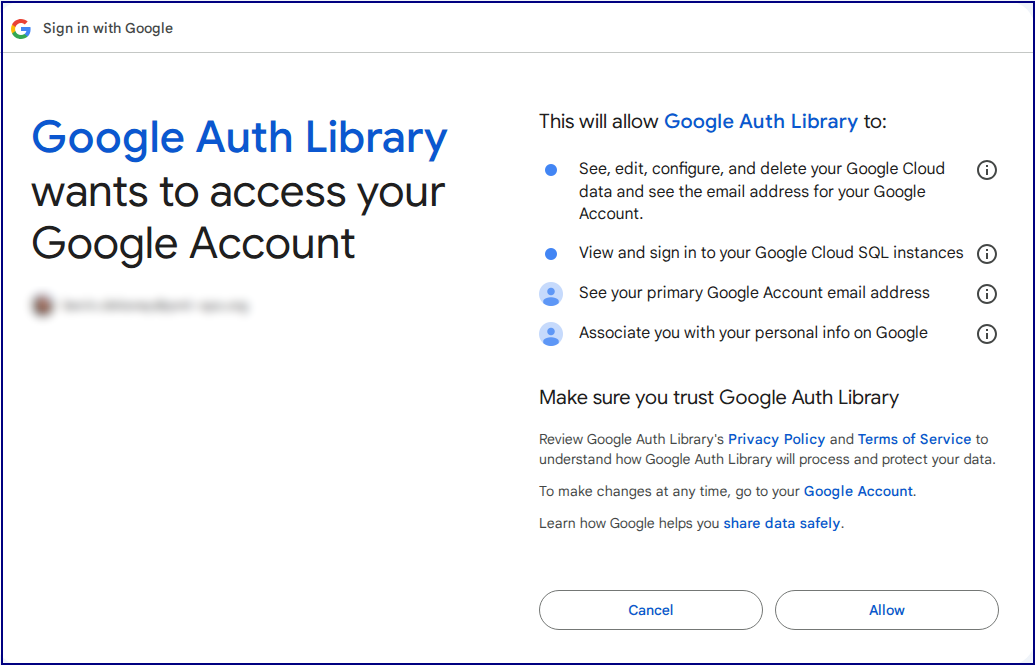 Sign in with Google
Google Auth Library
wants to access your
Google Account
This will allow Google Auth Library to:
See, edit, configure, and delete your Google Cloud
data and see the email address for your Google
Account.
View and sign in to your Google Cloud SQL instances
See your primary Google Account email address
Associate you with your personal info on Google
Make sure you trust Google Auth Library
Review Google Auth Library's Privacy Policy and Terms of Service to
understand how Google Auth Library will process and protect your data.
To make changes at any time, go to your Google Account.
Learn how Google helps you share data safely.
Cancel
Allow